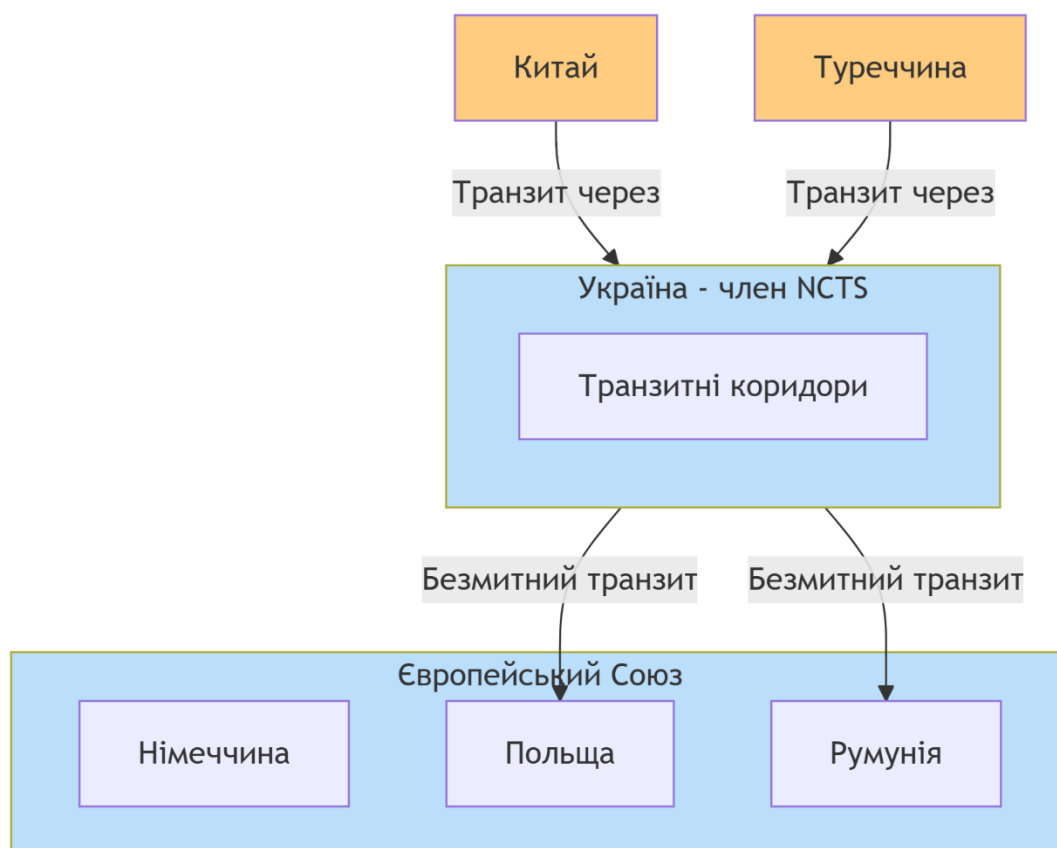 Китай
Туреччина
Транзит через
Транзит через
Україна - член NCTS
Транзитні коридори
Безмитний транзит
Безмитний транзит
Європейський Союз
Німеччина
Польща
Румунія